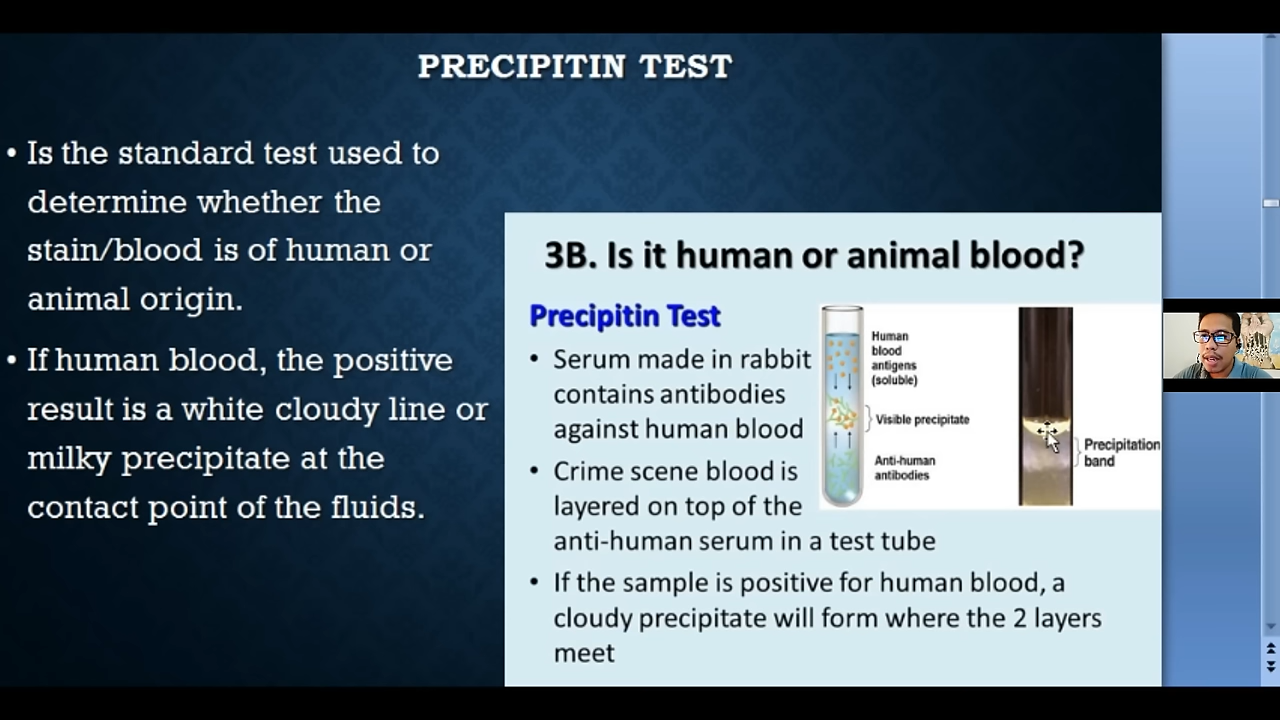 PRECIPITIN TEST
• Is the standard test used to
determine whether the
stain/blood is of human or
animal origin.
• If human blood, the positive
result is a white cloudy line or
milky precipitate at the
contact point of the fluids.
3B. Is it human or animal blood?
Precipitin Test
• Serum made in rabbit
contains antibodies
against human blood
• Crime scene blood is
layered on top of the
anti-human serum in a test tube
• If the sample is positive for human blood, a
cloudy precipitate will form where the 2 layers
meet
Human
blood
antigens
(soluble)
Visible precipitate
Anti-human
antibodies
Precipitation
band